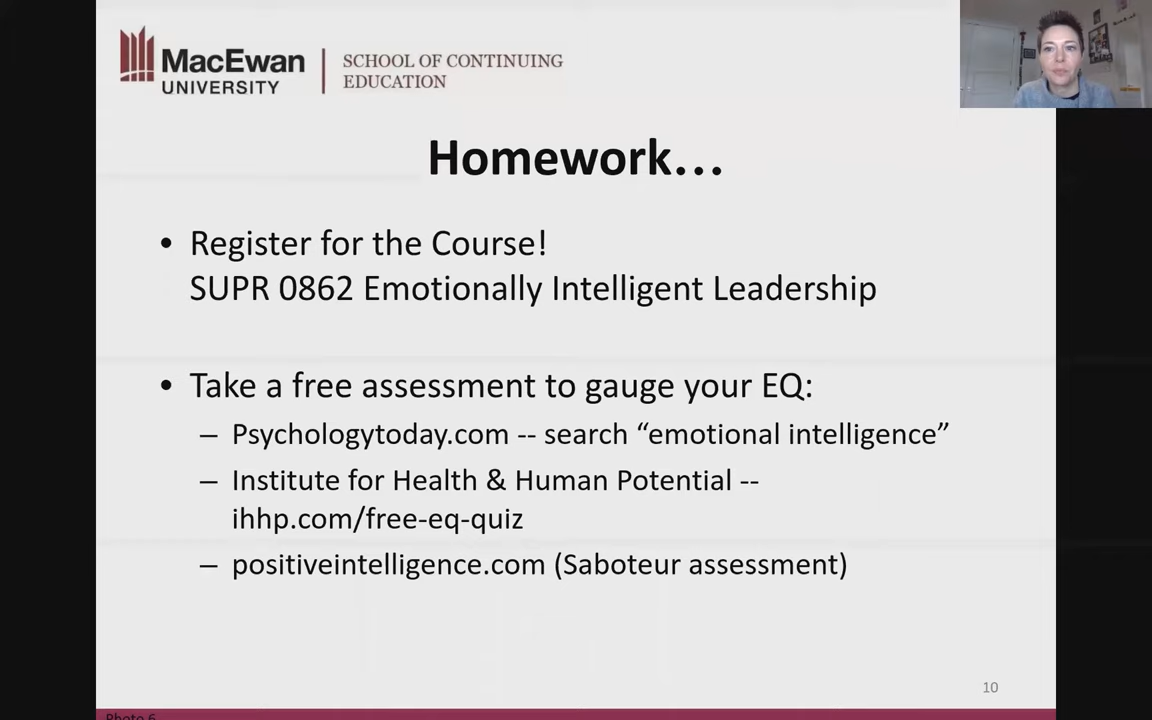 MacEwan
UNIVERSITY
SCHOOL OF CONTINUING
EDUCATION
Homework…
• Register for the Course!
SUPR 0862 Emotionally Intelligent Leadership
• Take a free assessment to gauge your EQ:
– Psychologytoday.com -- search “emotional intelligence”
– Institute for Health & Human Potential --
ihhp.com/free-eq-quiz
– positiveintelligence.com (Saboteur assessment)
10
Photo 6